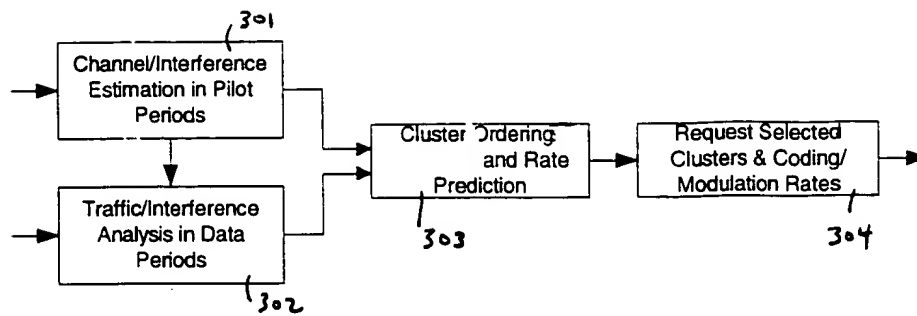 301
Channel/Interference
Estimation in Pilot
Periods
Traffic/Interference
Analysis in Data
Periods
302
Cluster Ordering
and Rate
Prediction
303
Request Selected
Clusters & Coding/
Modulation Rates
304